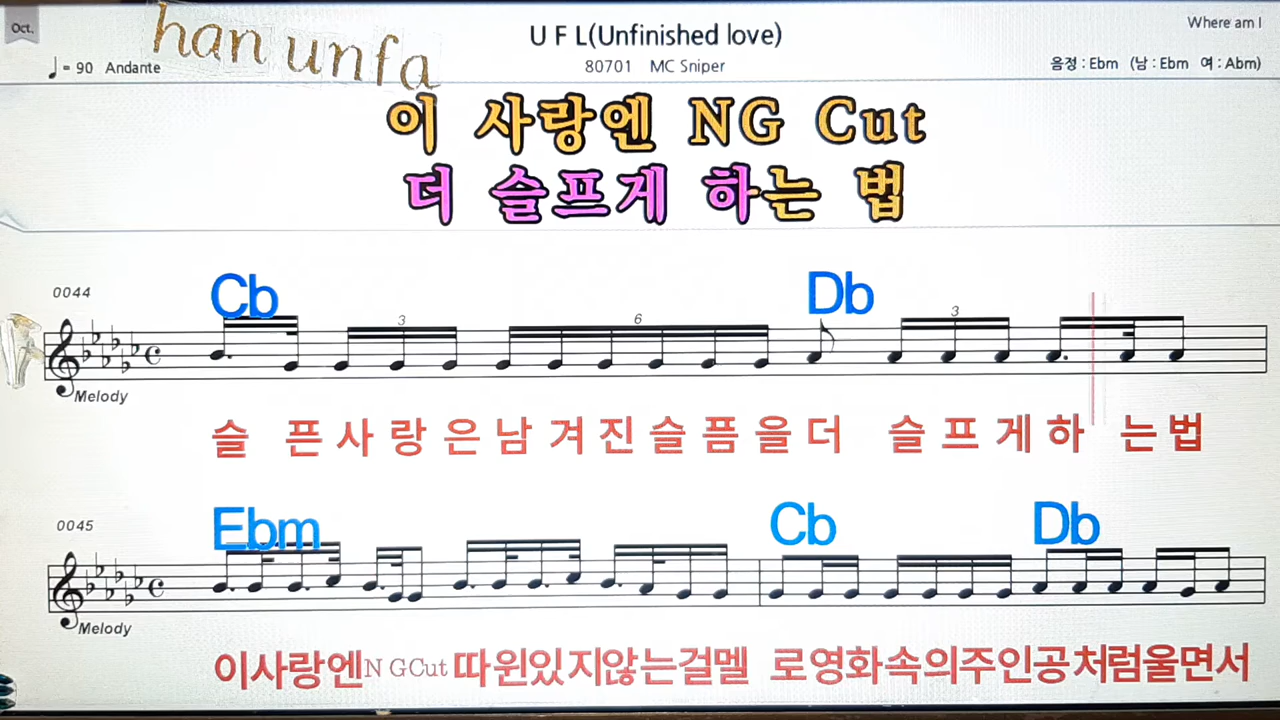 Oct.
han unfa
U F L(Unfinished love)
Where am I
♩= 90 Andante
80701 MC Sniper
음정 : Ebm (남 : Ebm 여 : Abm)
이 사랑엔 NG Cut
더 슬프게 하는 법
0044
Cb Db
3 6 3
Melody
슬 픈 사 랑 은 남 겨 진 슬 픔 을 더 슬 프 게 하 는 법
0045
Ebm Cb Db
Melody
이사랑엔N GCut 따윈있지않는걸멜 로영화속의주인공처럼울면서